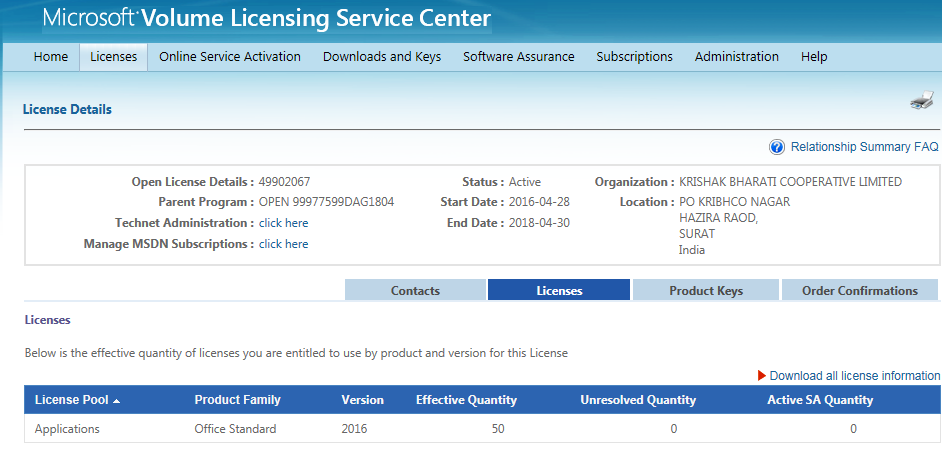 Microsoft® Volume Licensing Service Center
Home Licenses Online Service Activation Downloads and Keys Software Assurance Subscriptions Administration Help
License Details
Relationship Summary FAQ
Open License Details : 49902067 Status : Active Organization : KRISHAK BHARATI COOPERATIVE LIMITED
Parent Program : OPEN 99977599DAG1804 Start Date : 2016-04-28 Location : PO KRIBHCO NAGAR
Technet Administration : click here End Date : 2018-04-30 HAZIRA RAOD,
SURAT
Manage MSDN Subscriptions : click here India
Contacts Licenses Product Keys Order Confirmations
Licenses
Below is the effective quantity of licenses you are entitled to use by product and version for this License
Download all license information
License Pool Product Family Version Effective Quantity Unresolved Quantity Active SA Quantity
Applications Office Standard 2016 50 0 0